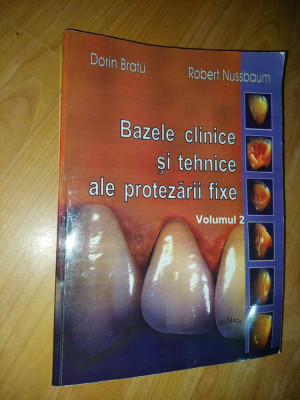 Dorin Bratu Robert Nussbaum
Bazele clinice
și tehnice
ale protezării fixe
Volumul 2